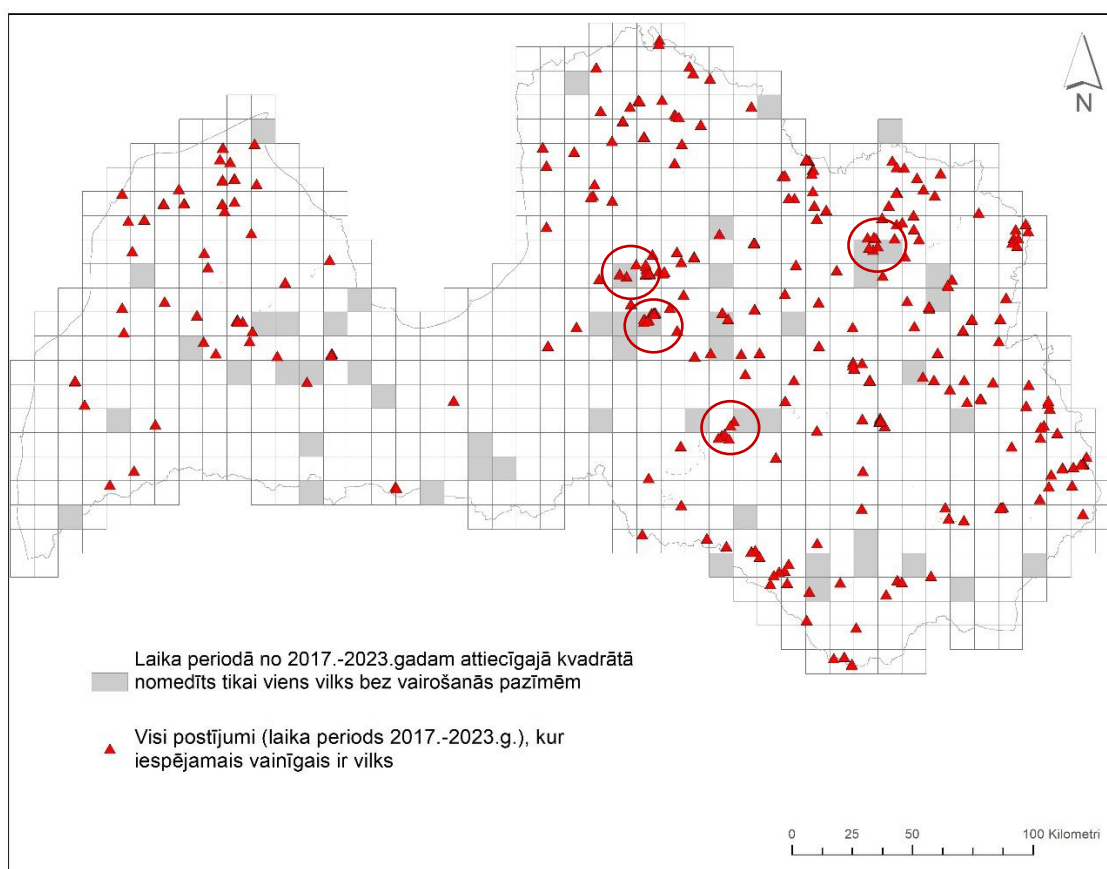 N
Laika periodā no 2017.-2023.gadam attiecīgajā kvadrātā
nomedīts tikai viens vilks bez vairošanās pazīmēm
Visi postījumi (laika periods 2017.-2023.g.), kur
iespējamais vainīgais ir vilks
0 25 50 100 Kilometri